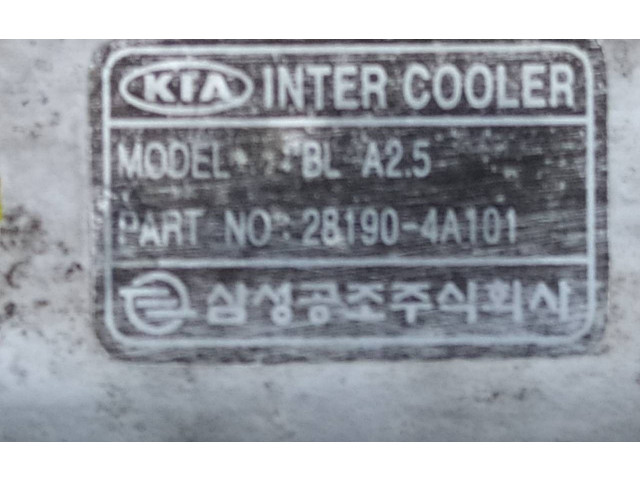 KIA INTER COOLER
MODEL : BL A2.5
PART NO : 28190-4A101
삼성공조주식회사